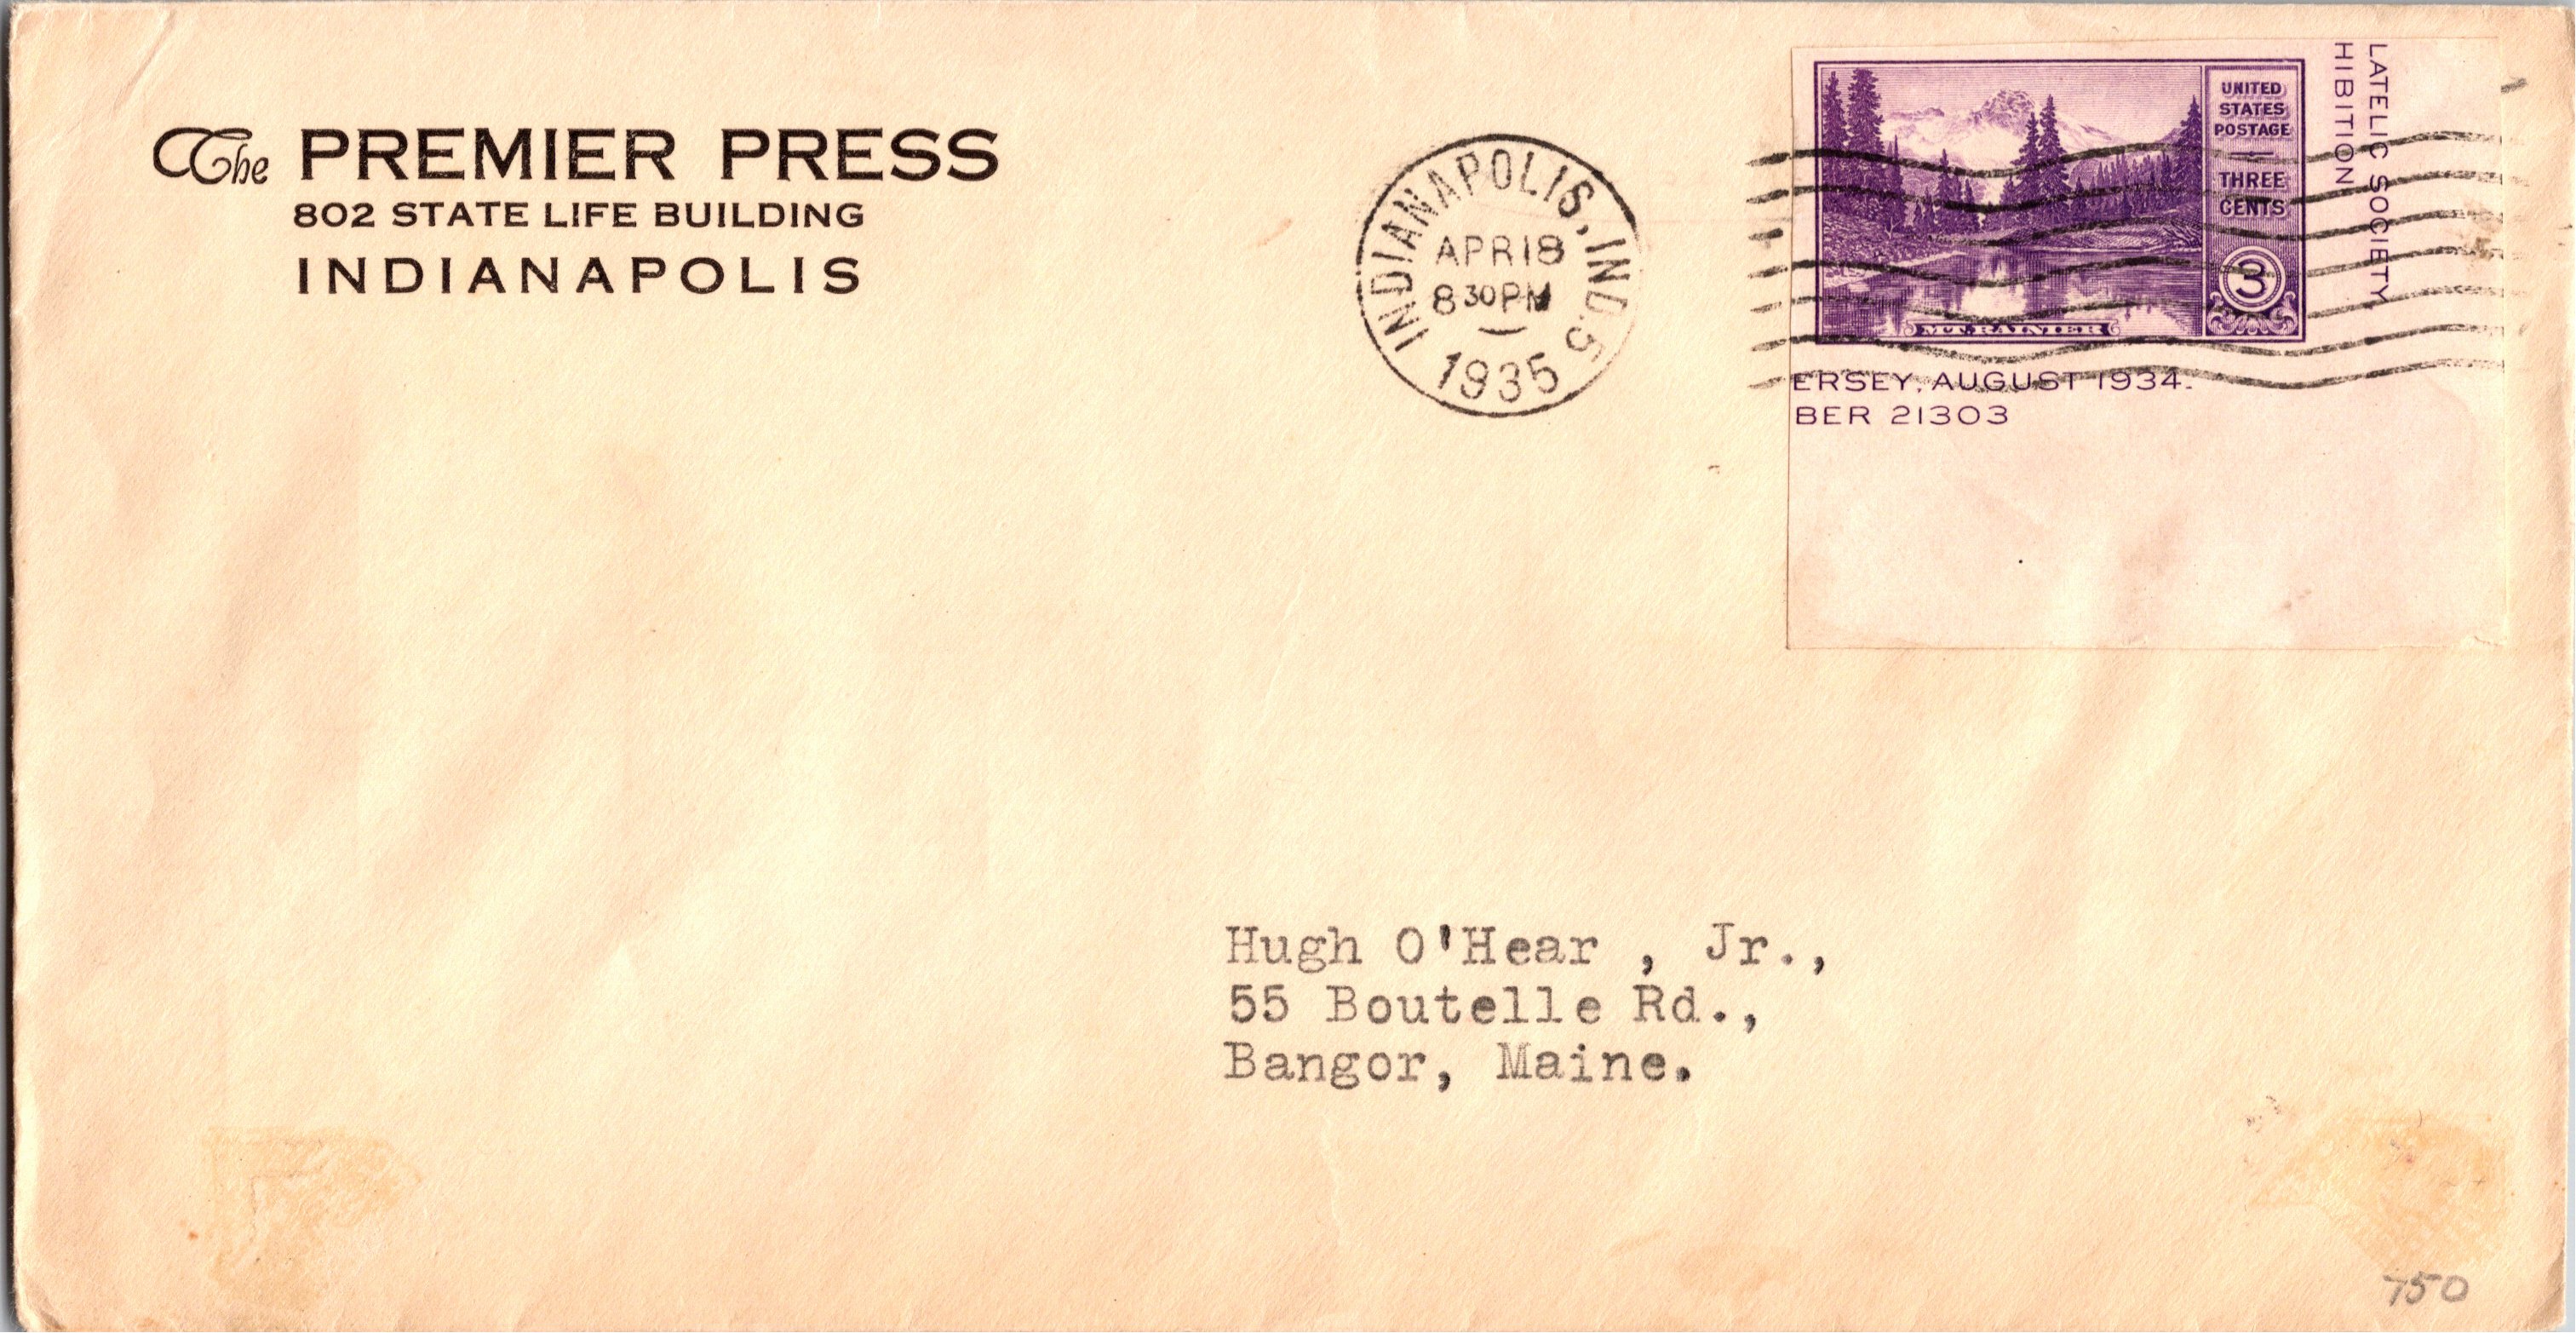 The PREMIER PRESS
802 STATE LIFE BUILDING
INDIANAPOLIS
INDIANAPOLIS, IND. 5
APR 18
8 30 PM
1935
UNITED
STATES
POSTAGE
THREE
CENTS
3
MT. RAINIER
LATELIC SOCIETY
HIBITION
ERSEY, AUGUST 1934.
BER 21303
Hugh O'Hear , Jr.,
55 Boutelle Rd.,
Bangor, Maine.
750